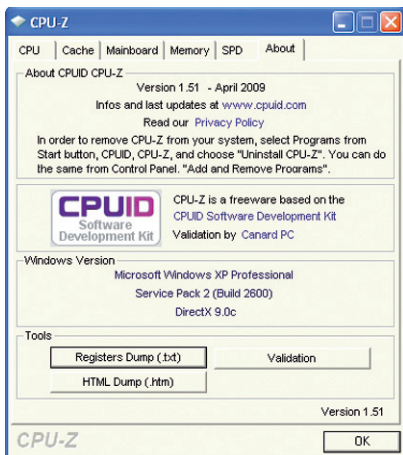 CPU-Z
CPU Cache Mainboard Memory SPD About
About CPUID CPU-Z
Version 1.51 - April 2009
Infos and last updates at www.cpuid.com
Read our Privacy Policy
In order to remove CPU-Z from your system, select Programs from
Start button, CPUID, CPU-Z, and choose "Uninstall CPU-Z". You can do
the same from Control Panel. "Add and Remove Programs".
CPUID
Software
Development Kit
CPU-Z is a freeware based on the
CPUID Software Development Kit
Validation by Canard PC
Windows Version
Microsoft Windows XP Professional
Service Pack 2 (Build 2600)
DirectX 9.0c
Tools
Registers Dump (.txt) Validation
HTML Dump (.htm)
Version 1.51
CPU-Z OK